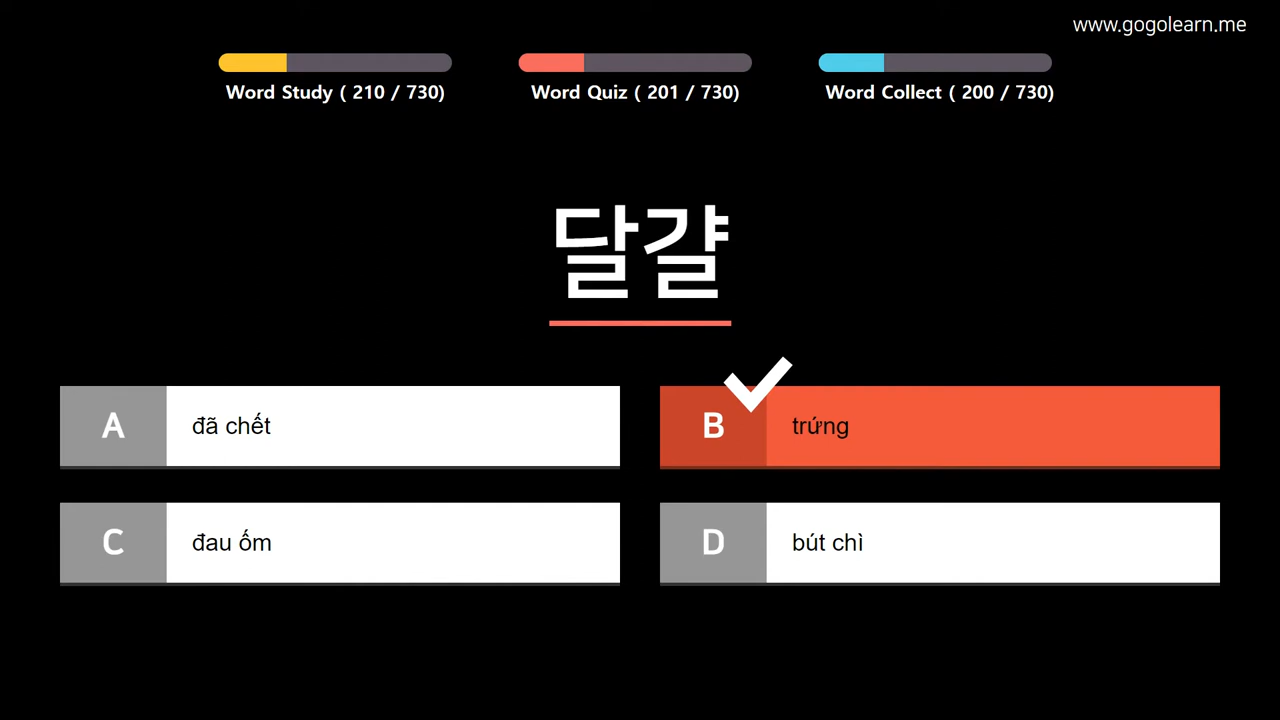 www.gogolearn.me
Word Study ( 210 / 730)
Word Quiz ( 201 / 730)
Word Collect ( 200 / 730)
달걀
A đã chết
B trứng
C đau ốm
D bút chì